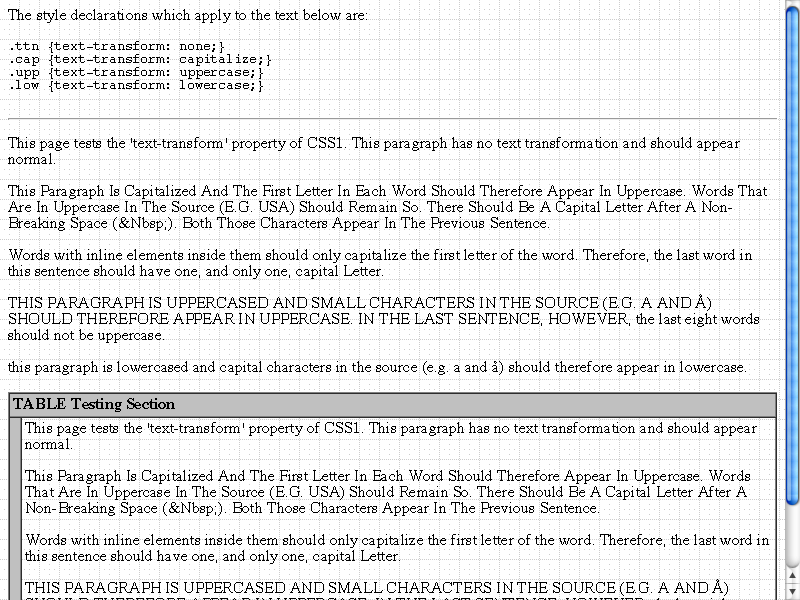 The style declarations which apply to the text below are:
.ttn {text-transform: none;}
.cap {text-transform: capitalize;}
.upp {text-transform: uppercase;}
.low {text-transform: lowercase;}
This page tests the 'text-transform' property of CSS1. This paragraph has no text transformation and should appear
normal.
This Paragraph Is Capitalized And The First Letter In Each Word Should Therefore Appear In Uppercase. Words That
Are In Uppercase In The Source (E.G. USA) Should Remain So. There Should Be A Capital Letter After A Non-
Breaking Space (&Nbsp;). Both Those Characters Appear In The Previous Sentence.
Words with inline elements inside them should only capitalize the first letter of the word. Therefore, the last word in
this sentence should have one, and only one, capital Letter.
THIS PARAGRAPH IS UPPERCASED AND SMALL CHARACTERS IN THE SOURCE (E.G. A AND Å)
SHOULD THEREFORE APPEAR IN UPPERCASE. IN THE LAST SENTENCE, HOWEVER, the last eight words
should not be uppercase.
this paragraph is lowercased and capital characters in the source (e.g. a and å) should therefore appear in lowercase.
TABLE Testing Section
This page tests the 'text-transform' property of CSS1. This paragraph has no text transformation and should appear
normal.
This Paragraph Is Capitalized And The First Letter In Each Word Should Therefore Appear In Uppercase. Words
That Are In Uppercase In The Source (E.G. USA) Should Remain So. There Should Be A Capital Letter After A
Non-Breaking Space (&Nbsp;). Both Those Characters Appear In The Previous Sentence.
Words with inline elements inside them should only capitalize the first letter of the word. Therefore, the last word in
this sentence should have one, and only one, capital Letter.
THIS PARAGRAPH IS UPPERCASED AND SMALL CHARACTERS IN THE SOURCE (E.G. A AND Å)